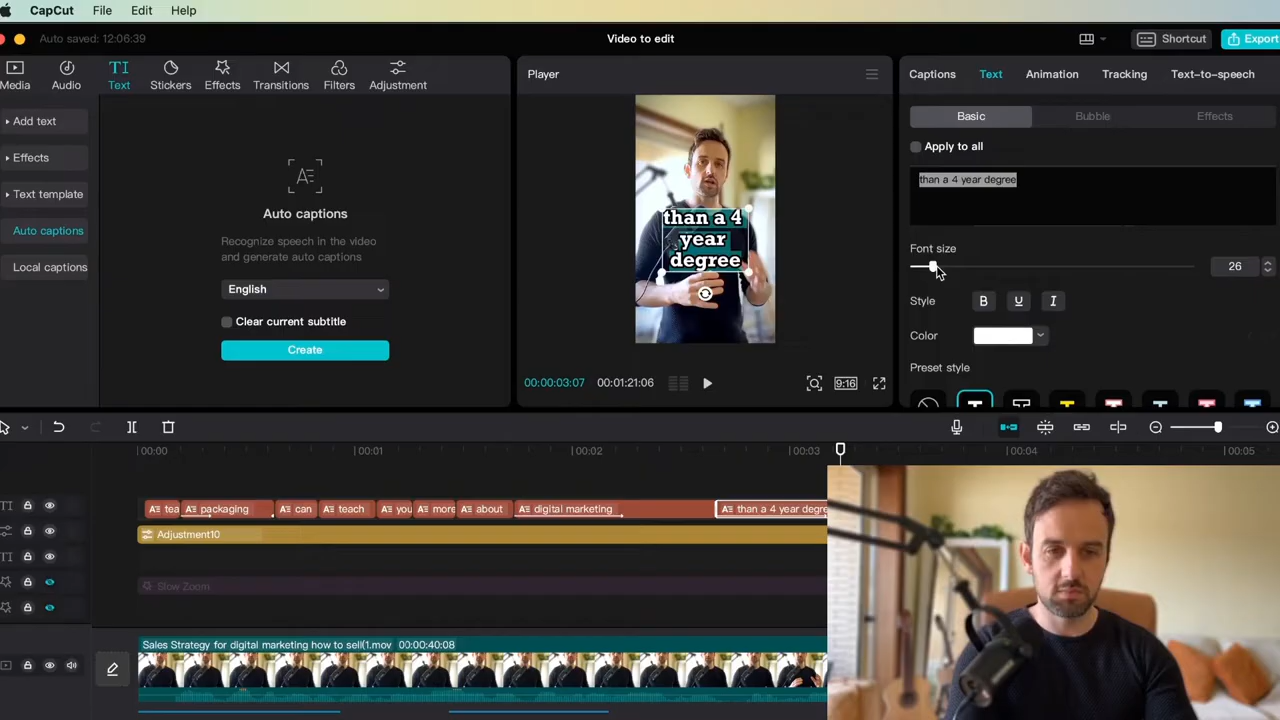 CapCut File Edit Help
Auto saved: 12:06:39
Video to edit
Shortcut
Export
Media
Audio
TI
Text
Stickers
Effects
Transitions
Filters
Adjustment
Add text
Effects
Text template
Auto captions
Local captions
Auto captions
Recognize speech in the video
and generate auto captions
English
Clear current subtitle
Create
Player
than a 4
year
degree
00:00:03:07 00:01:21:06
9:16
Captions Text Animation Tracking Text-to-speech
Basic Bubble Effects
Apply to all
than a 4 year degree
Font size
26
Style B U I
Color
Preset style
00:00 00:01 00:02 00:03 00:04 00:05
tea packaging can teach you more about digital marketing than a 4 year degre
Adjustment10
Slow Zoom
Sales Strategy for digital marketing how to sell(1.mov 00:00:40:08